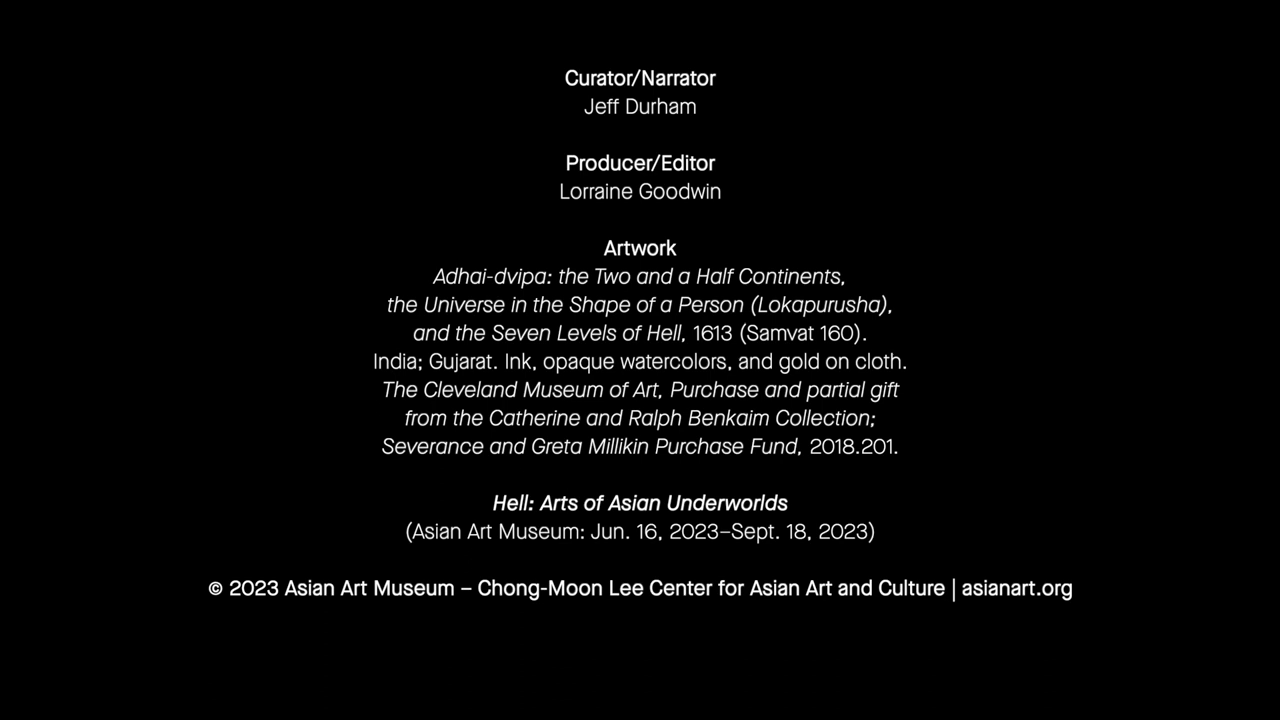 Curator/Narrator
Jeff Durham
Producer/Editor
Lorraine Goodwin
Artwork
Adhai-dvipa: the Two and a Half Continents,
the Universe in the Shape of a Person (Lokapurusha),
and the Seven Levels of Hell, 1613 (Samvat 160).
India; Gujarat. Ink, opaque watercolors, and gold on cloth.
The Cleveland Museum of Art, Purchase and partial gift
from the Catherine and Ralph Benkaim Collection;
Severance and Greta Millikin Purchase Fund, 2018.201.
Hell: Arts of Asian Underworlds
(Asian Art Museum: Jun. 16, 2023–Sept. 18, 2023)
© 2023 Asian Art Museum – Chong-Moon Lee Center for Asian Art and Culture | asianart.org